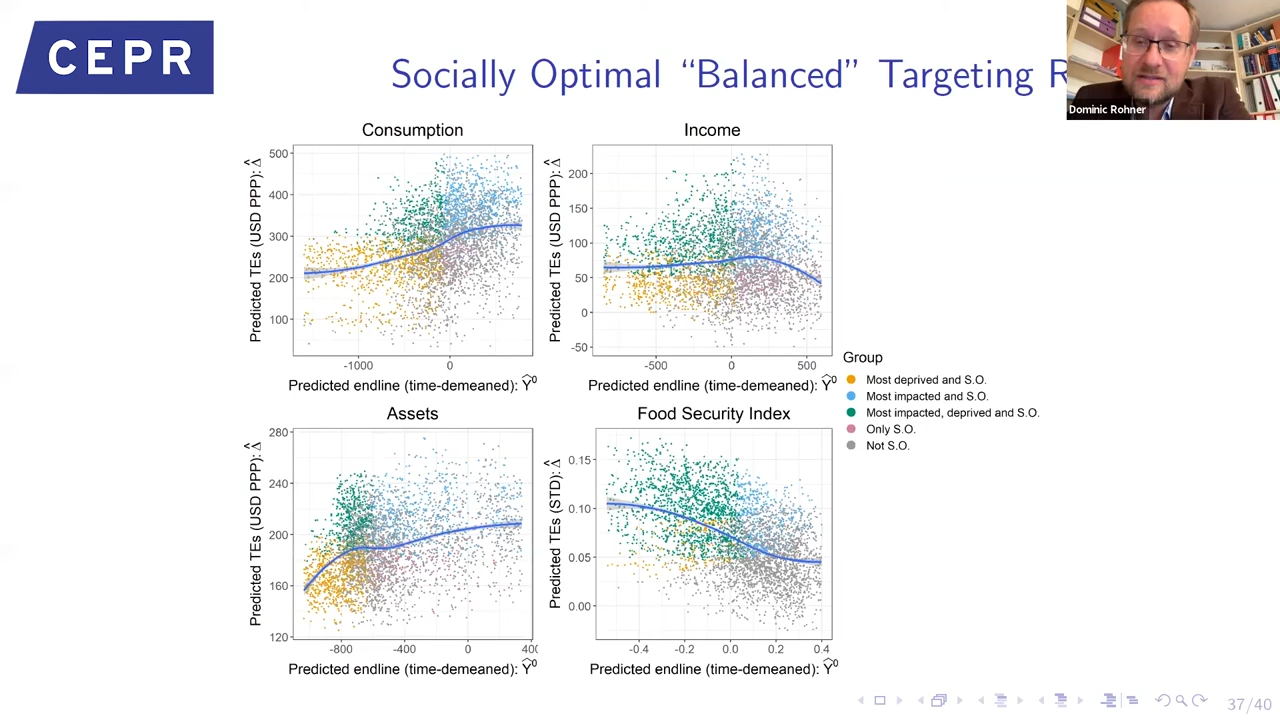 CEPR
Socially Optimal “Balanced” Targeting
Dominic Rohner
Consumption
Predicted TEs (USD PPP): Δ̂
500
400
300
200
100
-1000
0
Predicted endline (time-demeaned): Ŷ⁰
Income
Predicted TEs (USD PPP): Δ̂
200
150
100
50
0
-50
-500
0
500
Predicted endline (time-demeaned): Ŷ⁰
Group
Most deprived and S.O.
Most impacted and S.O.
Most impacted, deprived and S.O.
Only S.O.
Not S.O.
Assets
Predicted TEs (USD PPP): Δ̂
280
240
200
160
120
-800
-400
0
400
Predicted endline (time-demeaned): Ŷ⁰
Food Security Index
Predicted TEs (STD): Δ̂
0.15
0.10
0.05
0.00
-0.4
-0.2
0.0
0.2
0.4
Predicted endline (time-demeaned): Ŷ⁰
37/40